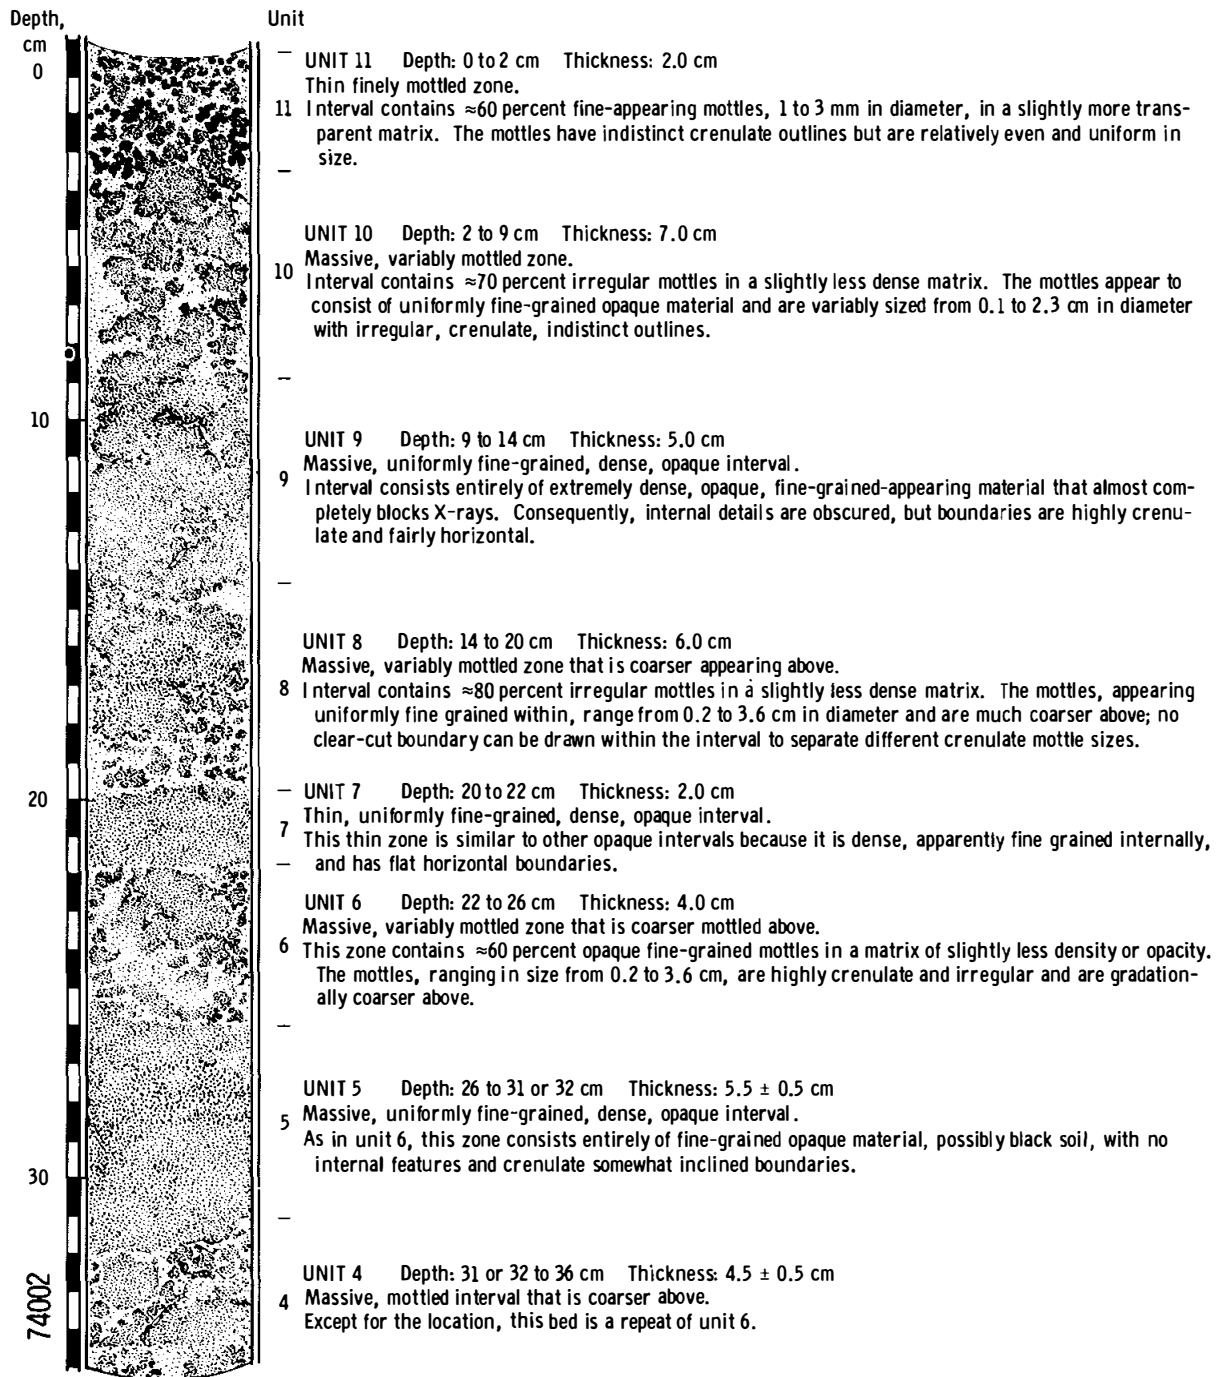 Depth, Unit
cm
0
UNIT 11 Depth: 0 to 2 cm Thickness: 2.0 cm
Thin finely mottled zone.
11 Interval contains ≈60 percent fine-appearing mottles, 1 to 3 mm in diameter, in a slightly more trans-
parent matrix. The mottles have indistinct crenulate outlines but are relatively even and uniform in
size.
UNIT 10 Depth: 2 to 9 cm Thickness: 7.0 cm
Massive, variably mottled zone.
10 Interval contains ≈70 percent irregular mottles in a slightly less dense matrix. The mottles appear to
consist of uniformly fine-grained opaque material and are variably sized from 0.1 to 2.3 cm in diameter
with irregular, crenulate, indistinct outlines.
10
UNIT 9 Depth: 9 to 14 cm Thickness: 5.0 cm
Massive, uniformly fine-grained, dense, opaque interval.
9 Interval consists entirely of extremely dense, opaque, fine-grained-appearing material that almost com-
pletely blocks X-rays. Consequently, internal details are obscured, but boundaries are highly crenu-
late and fairly horizontal.
UNIT 8 Depth: 14 to 20 cm Thickness: 6.0 cm
Massive, variably mottled zone that is coarser appearing above.
8 Interval contains ≈80 percent irregular mottles in a slightly less dense matrix. The mottles, appearing
uniformly fine grained within, range from 0.2 to 3.6 cm in diameter and are much coarser above; no
clear-cut boundary can be drawn within the interval to separate different crenulate mottle sizes.
20
UNIT 7 Depth: 20 to 22 cm Thickness: 2.0 cm
Thin, uniformly fine-grained, dense, opaque interval.
7 This thin zone is similar to other opaque intervals because it is dense, apparently fine grained internally,
and has flat horizontal boundaries.
UNIT 6 Depth: 22 to 26 cm Thickness: 4.0 cm
Massive, variably mottled zone that is coarser mottled above.
6 This zone contains ≈60 percent opaque fine-grained mottles in a matrix of slightly less density or opacity.
The mottles, ranging in size from 0.2 to 3.6 cm, are highly crenulate and irregular and are gradation-
ally coarser above.
UNIT 5 Depth: 26 to 31 or 32 cm Thickness: 5.5 ± 0.5 cm
Massive, uniformly fine-grained, dense, opaque interval.
5 As in unit 6, this zone consists entirely of fine-grained opaque material, possibly black soil, with no
internal features and crenulate somewhat inclined boundaries.
30
UNIT 4 Depth: 31 or 32 to 36 cm Thickness: 4.5 ± 0.5 cm
4 Massive, mottled interval that is coarser above.
Except for the location, this bed is a repeat of unit 6.
74002